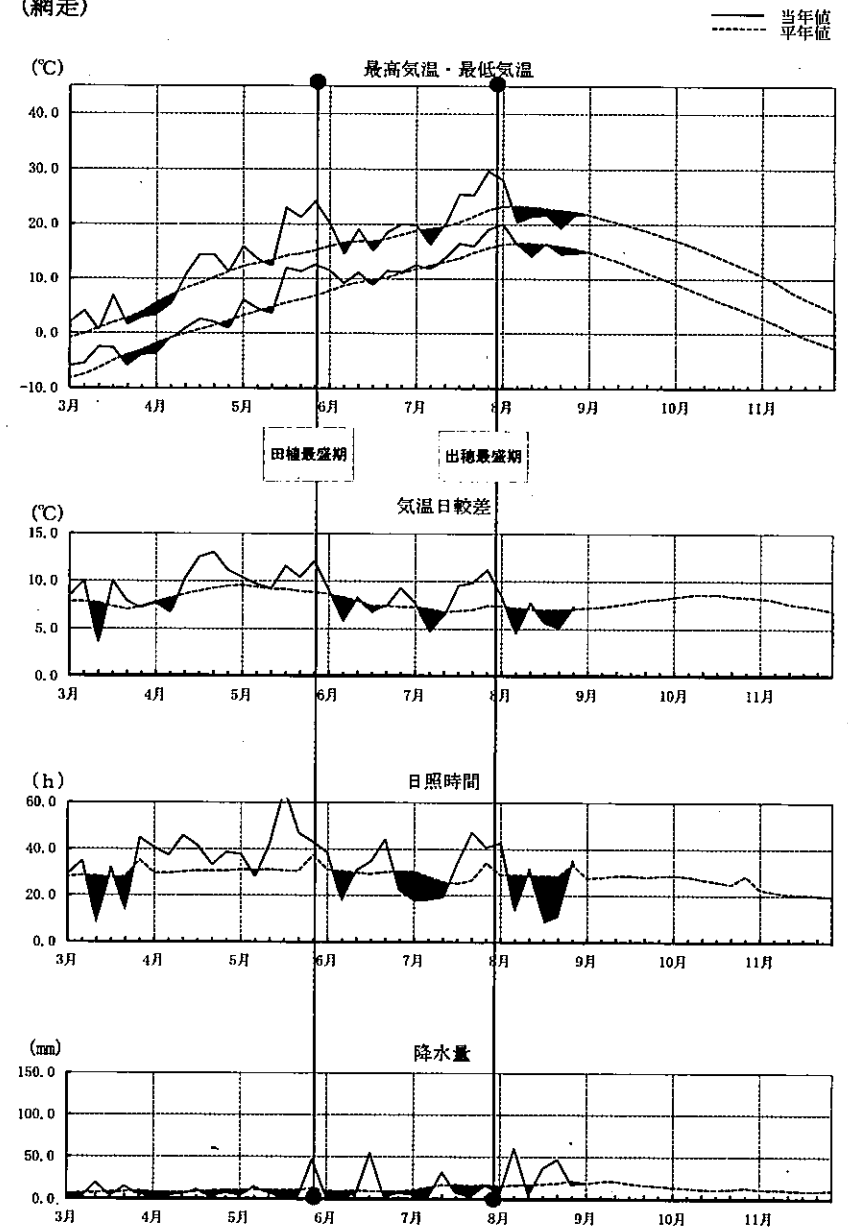 (網走)
当年値
平年値
(℃)
最高気温・最低気温
40.0
30.0
20.0
10.0
0.0
-10.0
3月 4月 5月 6月 7月 8月 9月 10月 11月
田植最盛期
出穂最盛期
(℃)
気温日較差
15.0
10.0
5.0
0.0
3月 4月 5月 6月 7月 8月 9月 10月 11月
(h)
日照時間
60.0
40.0
20.0
0.0
3月 4月 5月 6月 7月 8月 9月 10月 11月
(mm)
降水量
150.0
100.0
50.0
0.0
3月 4月 5月 6月 7月 8月 9月 10月 11月